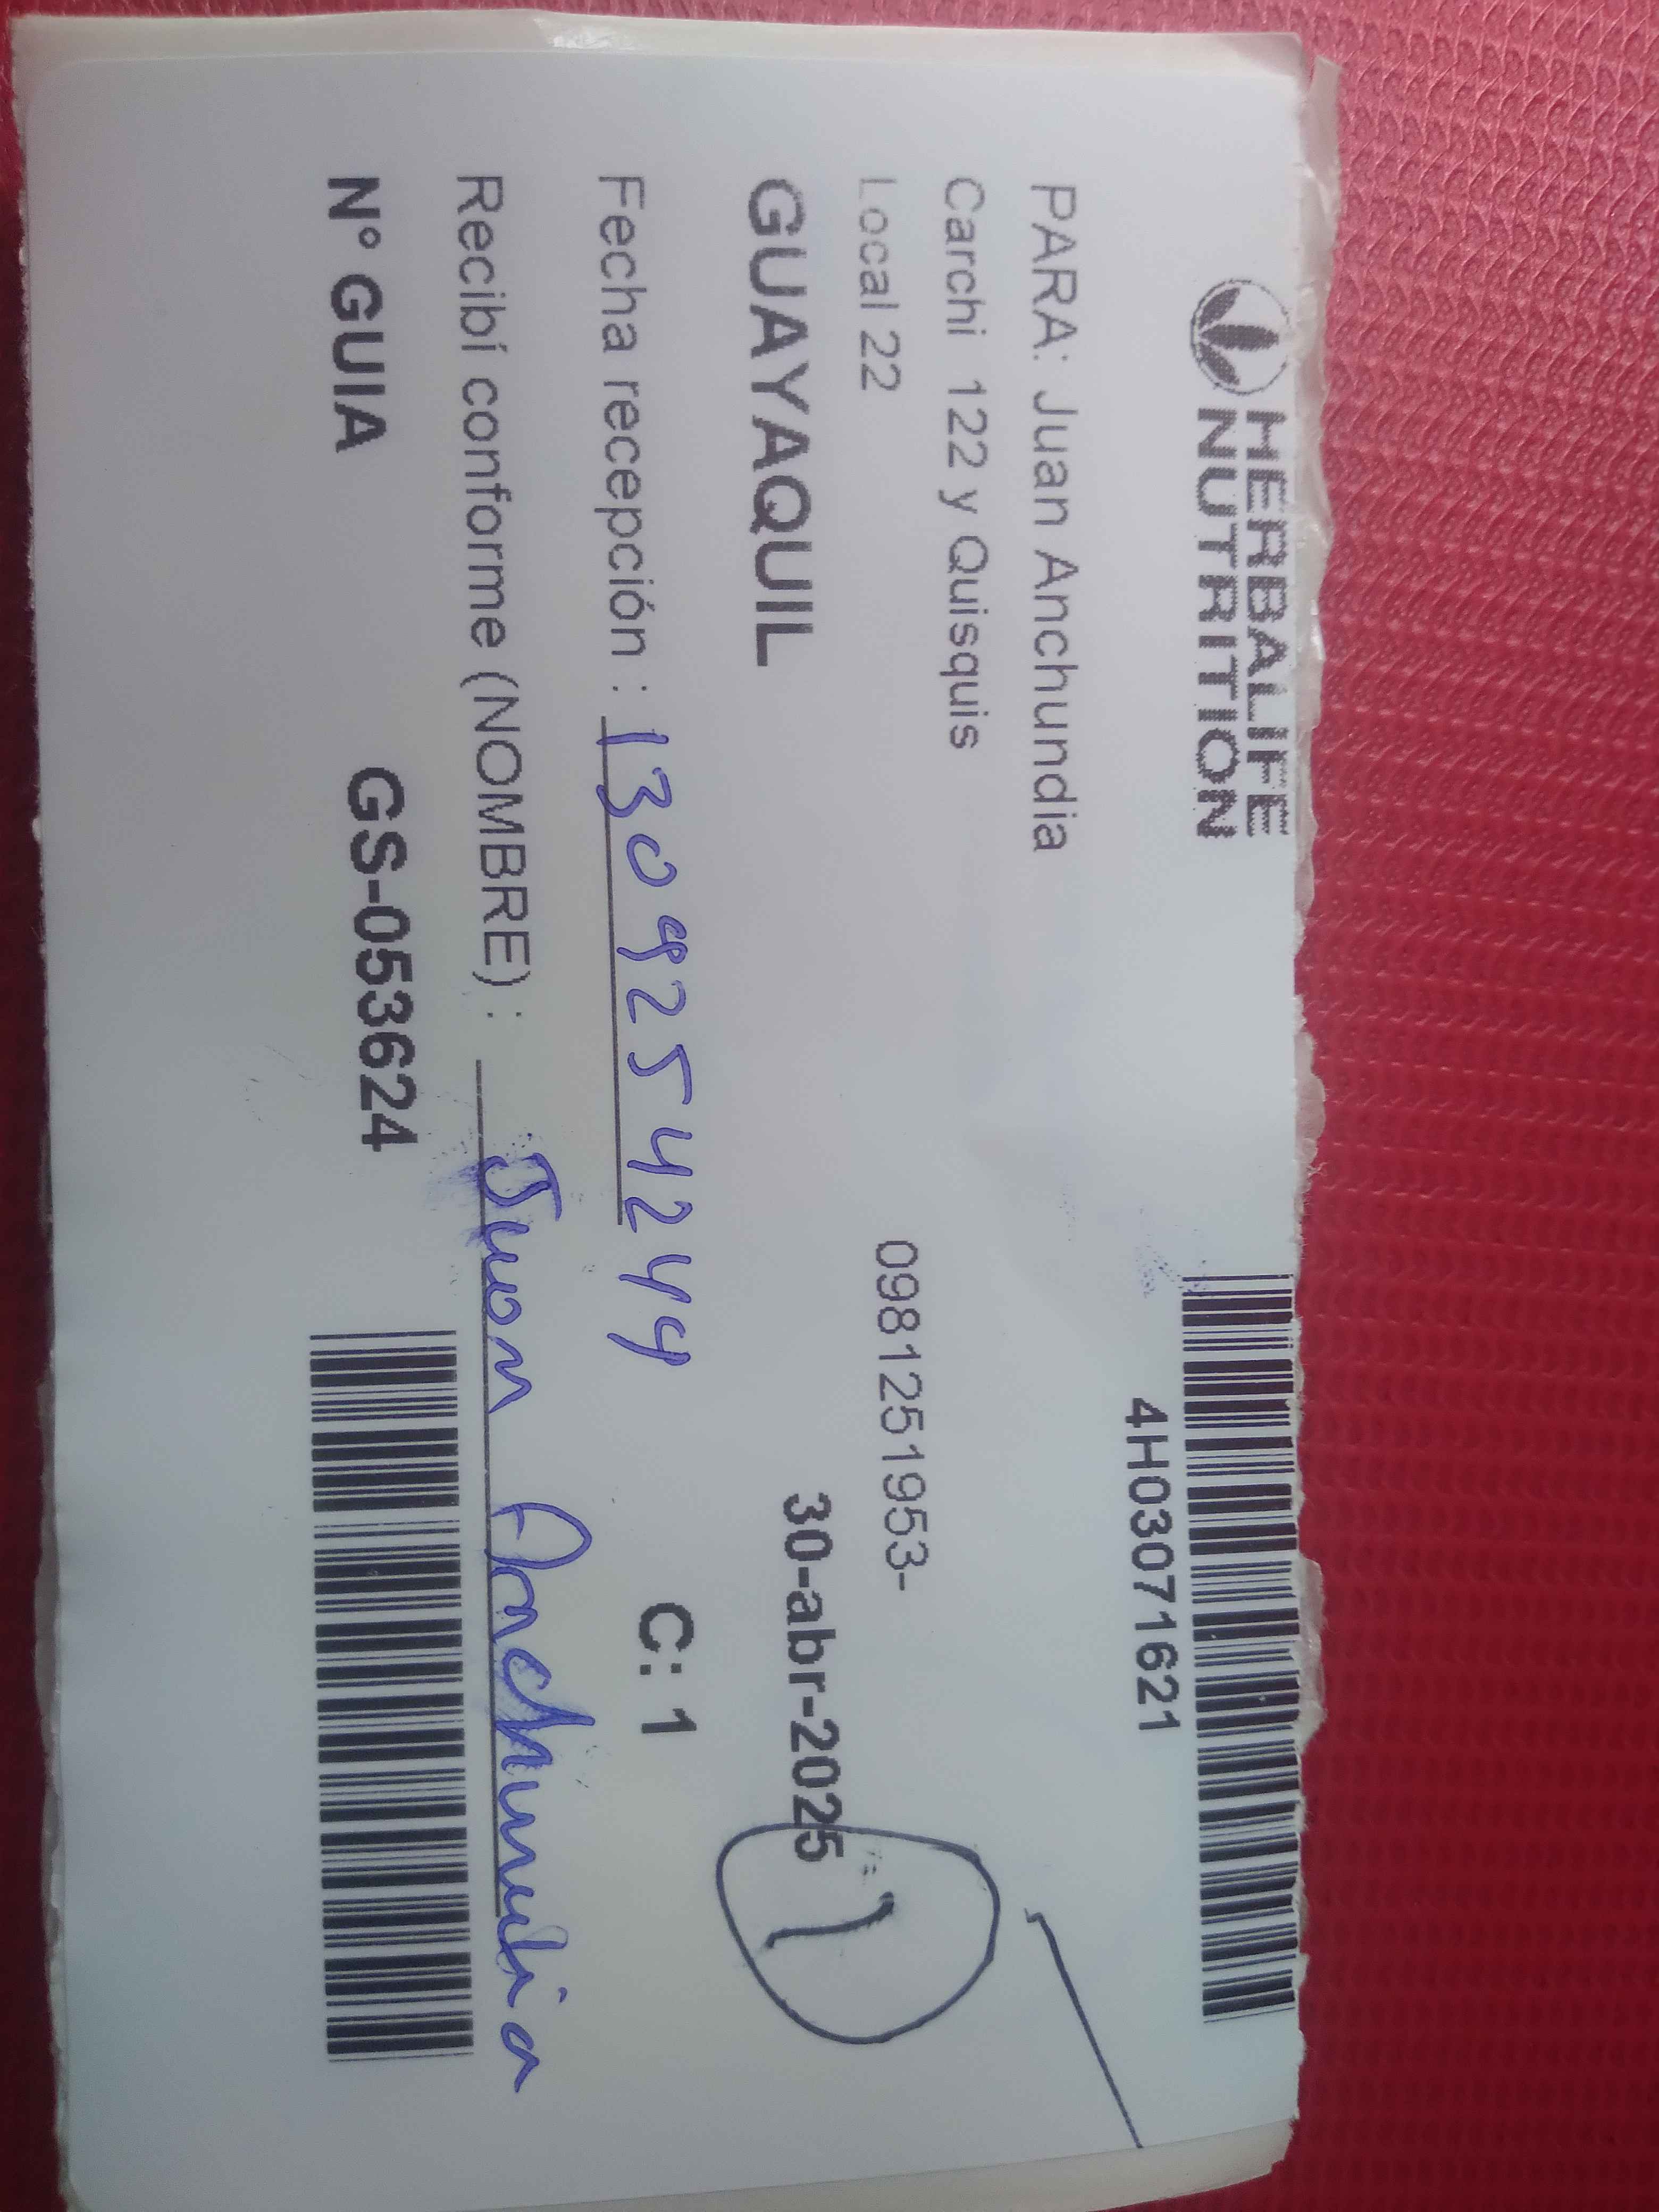 HERBALIFE
NUTRITION
4H03071621
PARA: Juan Anchundia
Carchi 122 y Quisquis
Local 22
0981251953-
GUAYAQUIL
30-abr-2025
1
Fecha recepción : 1309254244
C: 1
Recibí conforme (NOMBRE) : Juan Anchundia
N° GUIA
GS-053624